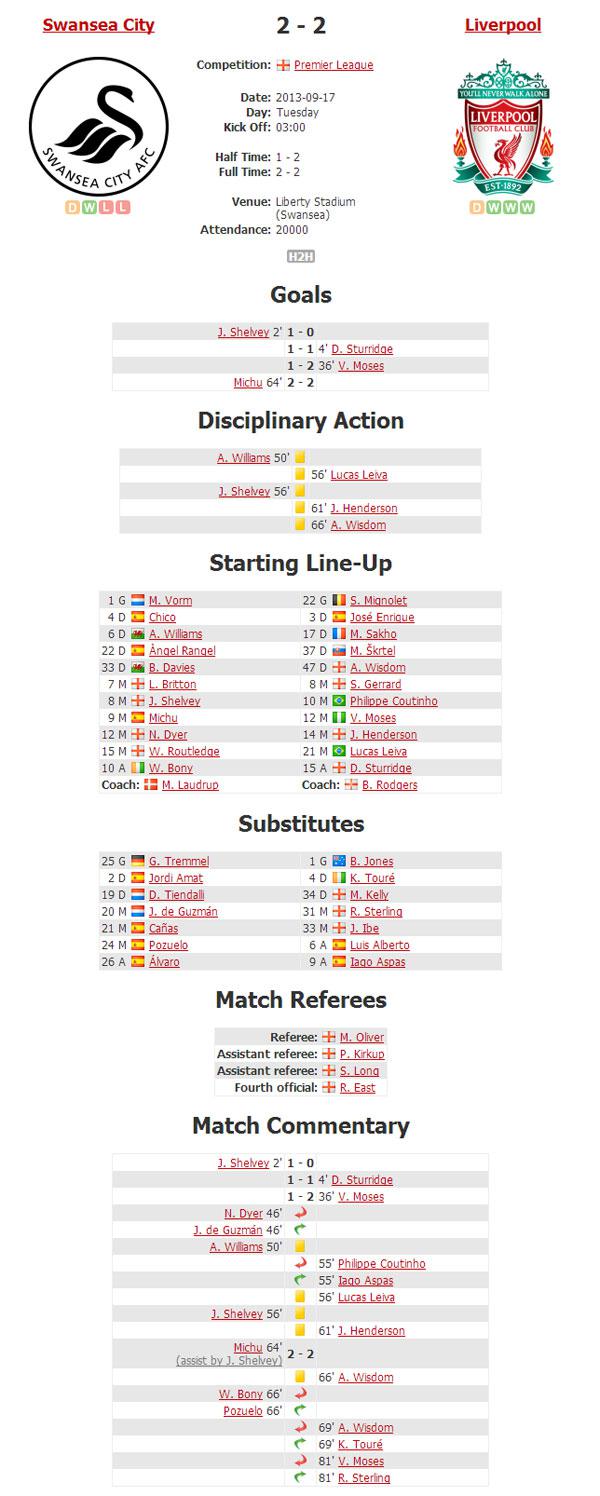 Swansea City
2 - 2
Liverpool
SWANSEA CITY AFC
YOU'LL NEVER WALK ALONE
LIVERPOOL
FOOTBALL CLUB
EST·1892
Competition: Premier League
Date: 2013-09-17
Day: Tuesday
Kick Off: 03:00
Half Time: 1 - 2
Full Time: 2 - 2
Venue: Liberty Stadium
(Swansea)
Attendance: 20000
D W L L
D W W W
H2H
Goals
J. Shelvey 2' 1 - 0
1 - 1 4' D. Sturridge
1 - 2 36' V. Moses
Michu 64' 2 - 2
Disciplinary Action
A. Williams 50'
56' Lucas Leiva
J. Shelvey 56'
61' J. Henderson
66' A. Wisdom
Starting Line-Up
1 G M. Vorm 22 G S. Mignolet
4 D Chico 3 D José Enrique
6 D A. Williams 17 D M. Sakho
22 D Àngel Rangel 37 D M. Škrtel
33 D B. Davies 47 D A. Wisdom
7 M L. Britton 8 M S. Gerrard
8 M J. Shelvey 10 M Philippe Coutinho
9 M Michu 12 M V. Moses
12 M N. Dyer 14 M J. Henderson
15 M W. Routledge 21 M Lucas Leiva
10 A W. Bony 15 A D. Sturridge
Coach: M. Laudrup Coach: B. Rodgers
Substitutes
25 G G. Tremmel 1 G B. Jones
2 D Jordi Amat 4 D K. Touré
19 D D. Tiendalli 34 D M. Kelly
20 M J. de Guzmán 31 M R. Sterling
21 M Cañas 33 M J. Ibe
24 M Pozuelo 6 A Luis Alberto
26 A Álvaro 9 A Iago Aspas
Match Referees
Referee: M. Oliver
Assistant referee: P. Kirkup
Assistant referee: S. Long
Fourth official: R. East
Match Commentary
J. Shelvey 2' 1 - 0
1 - 1 4' D. Sturridge
1 - 2 36' V. Moses
N. Dyer 46'
J. de Guzmán 46'
A. Williams 50'
55' Philippe Coutinho
55' Iago Aspas
56' Lucas Leiva
J. Shelvey 56'
61' J. Henderson
Michu 64' 2 - 2
(assist by J. Shelvey)
66' A. Wisdom
W. Bony 66'
Pozuelo 66'
69' A. Wisdom
69' K. Touré
81' V. Moses
81' R. Sterling